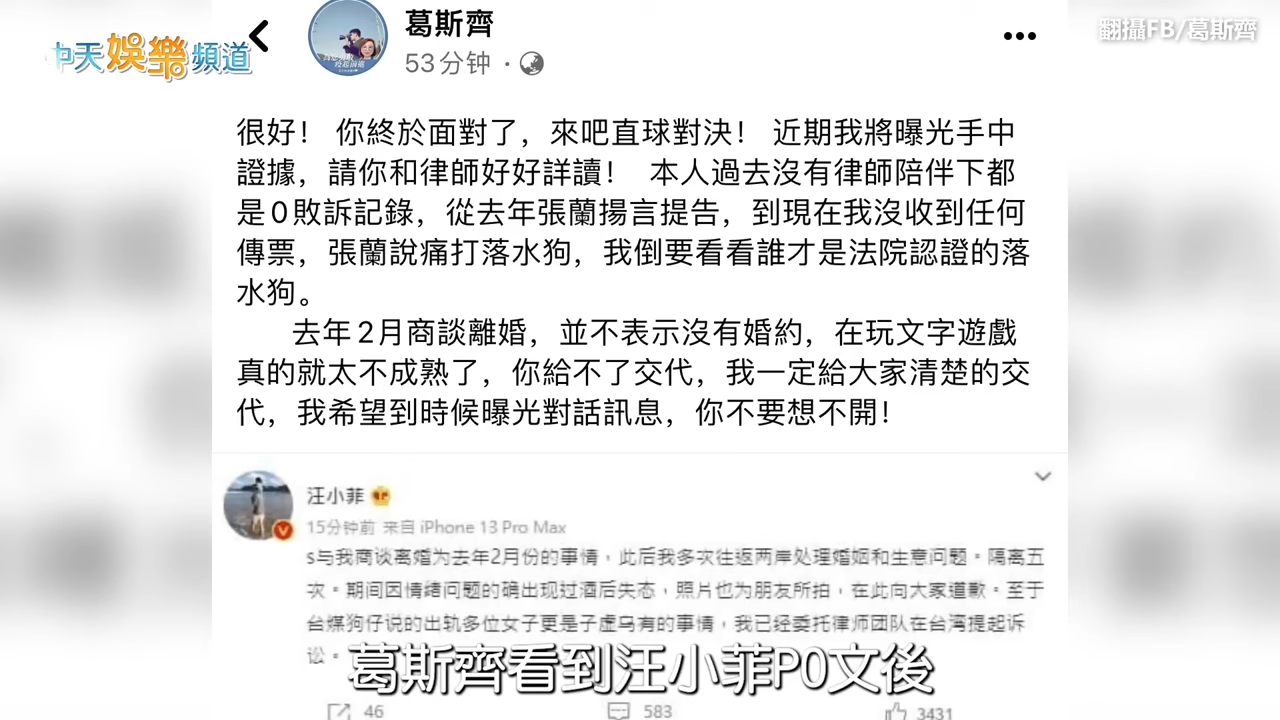 中天娛樂頻道
翻攝FB/葛斯齊
葛斯齊
53分钟 ·
很好！ 你終於面對了，來吧直球對決！ 近期我將曝光手中
證據，請你和律師好好詳讀！ 本人過去沒有律師陪伴下都
是0敗訴記錄，從去年張蘭揚言提告，到現在我沒收到任何
傳票，張蘭說痛打落水狗，我倒要看看誰才是法院認證的落
水狗。
去年2月商談離婚，並不表示沒有婚約，在玩文字遊戲
真的就太不成熟了，你給不了交代，我一定給大家清楚的交
代，我希望到時候曝光對話訊息，你不要想不開！
汪小菲
15分钟前 来自 iPhone 13 Pro Max
s与我商谈离婚为去年2月份的事情，此后我多次往返两岸处理婚姻和生意问题。隔离五
次。期间因情绪问题的确出现过酒后失态，照片也为朋友所拍，在此向大家道歉。至于
台媒狗仔说的出轨多位女子更是子虚乌有的事情，我已经委托律师团队在台湾提起诉
讼。
葛斯齊看到汪小菲PO文後
46 583 3431